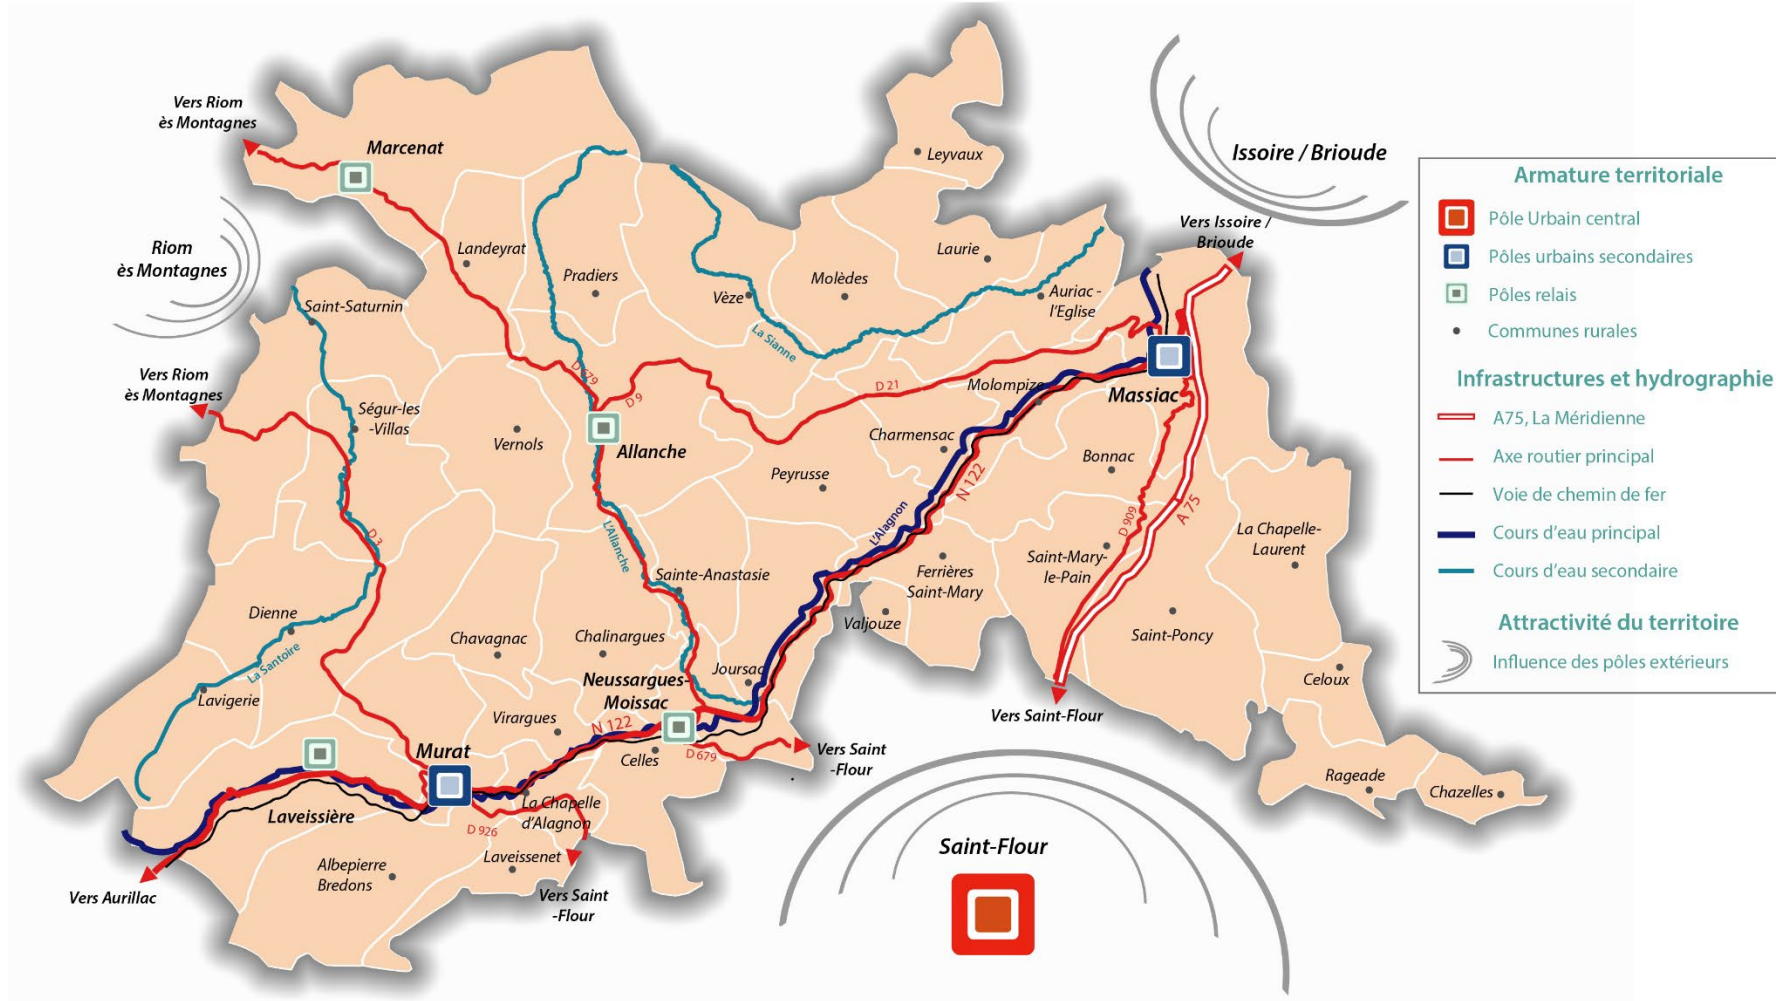 Vers Riom
ès Montagnes
Marcenat
Leyvaux
Issoire / Brioude
Vers Issoire /
Brioude
Riom
ès Montagnes
Landeyrat
Pradiers
Vèze
Molèdes
Laurie
Auriac -
l'Eglise
Saint-Saturnin
La Sianne
Vers Riom
ès Montagnes
D 679
D 9
D 21
Molompize
Massiac
Ségur-les
-Villas
Vernols
Allanche
Charmensac
Bonnac
Peyrusse
N 122
A 75
D 909
L'Alagnon
D 3
L'Allanche
La Chapelle-
Laurent
Saint-Mary-
le-Pain
Ferrières
Saint-Mary
Sainte-Anastasie
Dienne
Chavagnac
Chalinargues
Valjouze
Saint-Poncy
La Santoire
Lavigerie
Joursac
Neussargues-
Moissac
Celoux
Virargues
N 122
Vers Saint-Flour
Murat
Celles
D 679
Vers Saint
-Flour
Rageade
Chazelles
Laveissière
La Chapelle
d'Alagnon
D 926
Laveissenet
Albepierre
Bredons
Vers Aurillac
Vers Saint
-Flour
Saint-Flour
Armature territoriale
Pôle Urbain central
Pôles urbains secondaires
Pôles relais
Communes rurales
Infrastructures et hydrographie
A75, La Méridienne
Axe routier principal
Voie de chemin de fer
Cours d'eau principal
Cours d'eau secondaire
Attractivité du territoire
Influence des pôles extérieurs